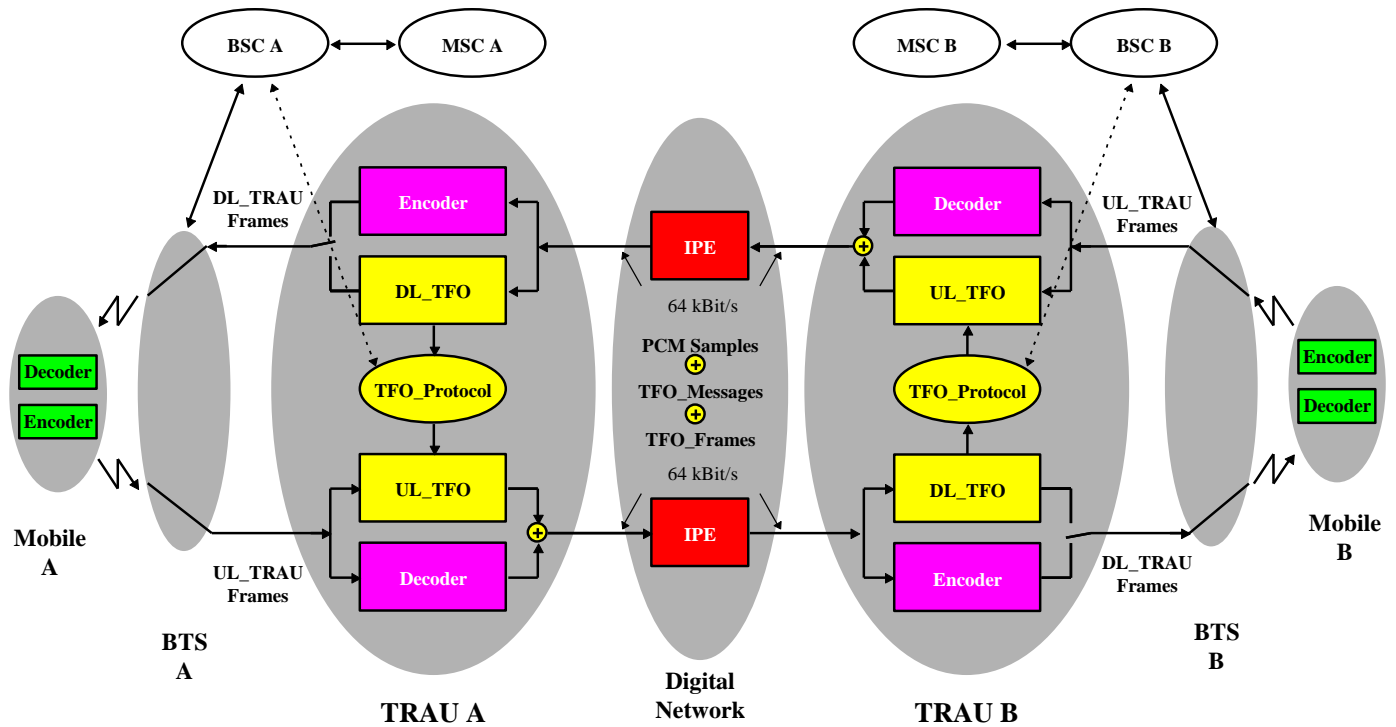 BSC A
MSC A
MSC B
BSC B
DL_TRAU
Frames
Encoder
IPE
Decoder
UL_TRAU
Frames
DL_TFO
UL_TFO
64 kBit/s
PCM Samples
Decoder
TFO_Protocol
TFO_Messages
TFO_Protocol
Encoder
Encoder
Decoder
TFO_Frames
64 kBit/s
UL_TFO
DL_TFO
Mobile
A
IPE
Mobile
B
UL_TRAU
Frames
Decoder
Encoder
DL_TRAU
Frames
BTS
A
BTS
B
Digital
Network
TRAU A
TRAU B